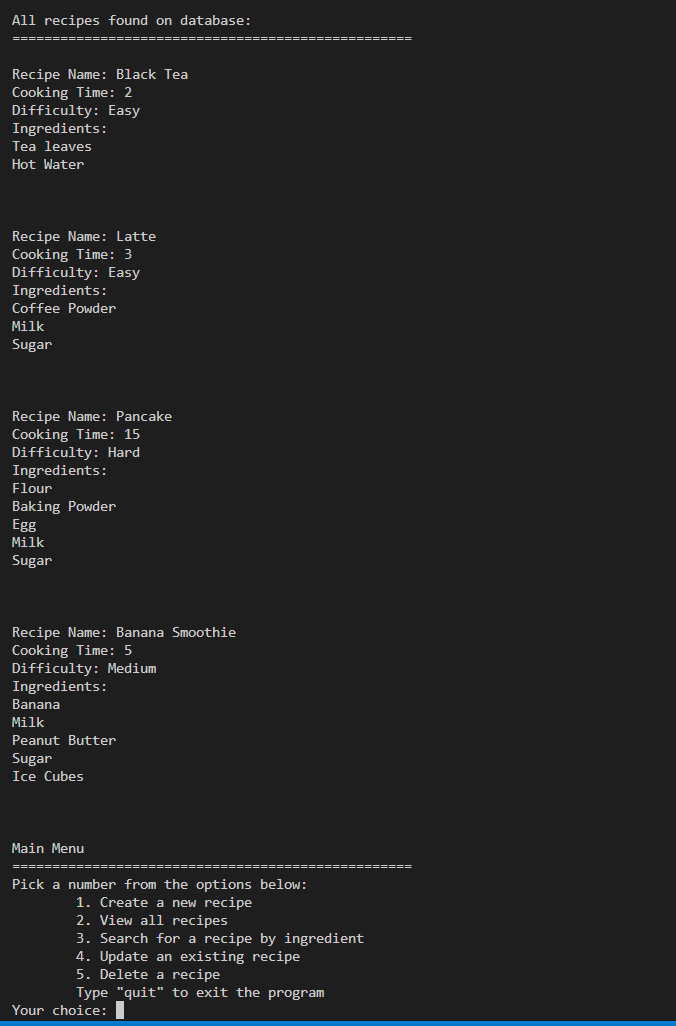 All recipes found on database:
==================================================
Recipe Name: Black Tea
Cooking Time: 2
Difficulty: Easy
Ingredients:
Tea leaves
Hot Water
Recipe Name: Latte
Cooking Time: 3
Difficulty: Easy
Ingredients:
Coffee Powder
Milk
Sugar
Recipe Name: Pancake
Cooking Time: 15
Difficulty: Hard
Ingredients:
Flour
Baking Powder
Egg
Milk
Sugar
Recipe Name: Banana Smoothie
Cooking Time: 5
Difficulty: Medium
Ingredients:
Banana
Milk
Peanut Butter
Sugar
Ice Cubes
Main Menu
==================================================
Pick a number from the options below:
1. Create a new recipe
2. View all recipes
3. Search for a recipe by ingredient
4. Update an existing recipe
5. Delete a recipe
Type "quit" to exit the program
Your choice: